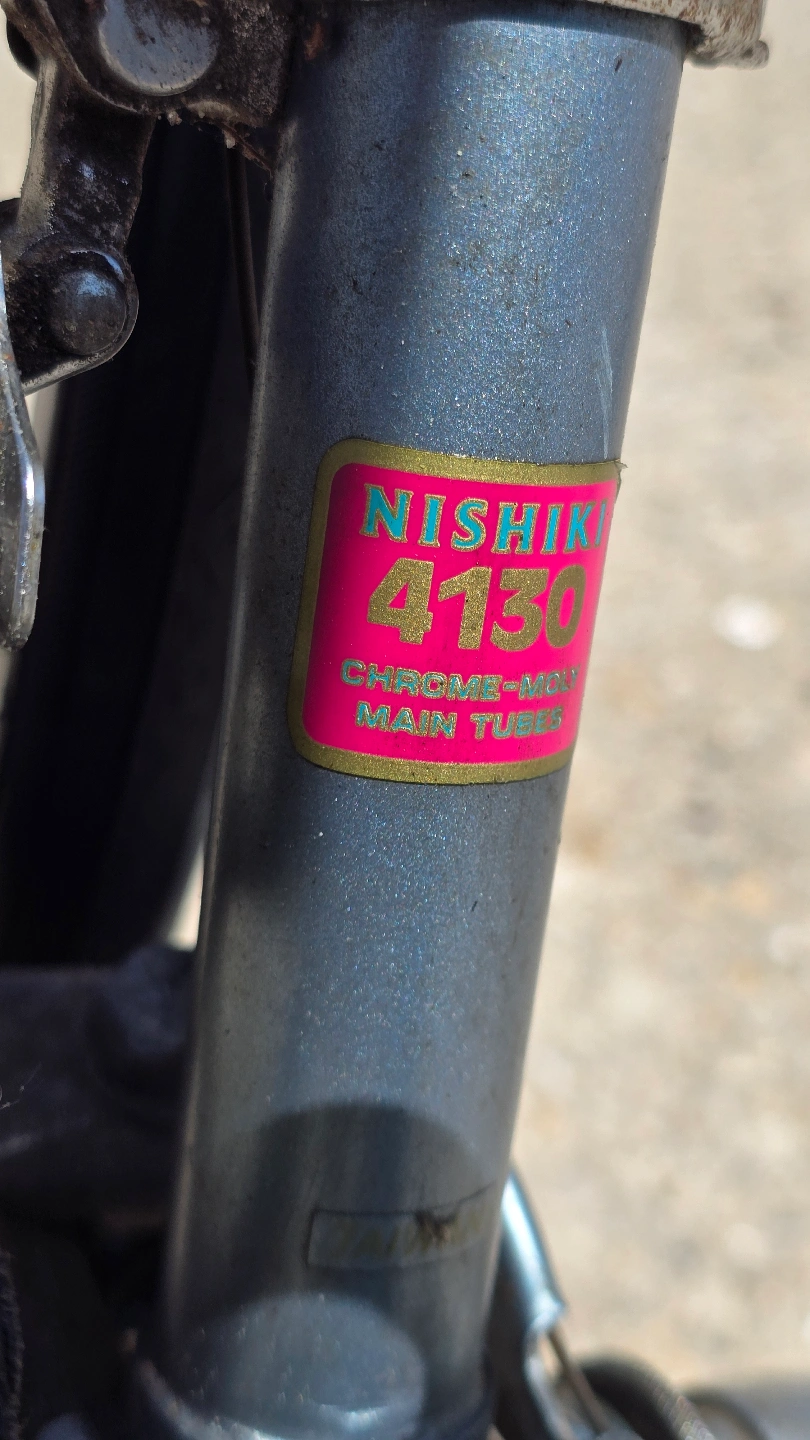 NISHIKI
4130
CHROME-MOLY
MAIN TUBES